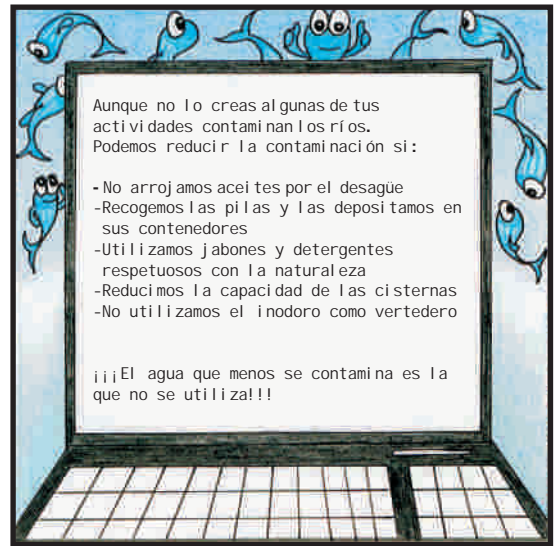 Aunque no lo creas algunas de tus
actividades contaminan los ríos.
Podemos reducir la contaminación si:
-No arrojamos aceites por el desagüe
-Recogemos las pilas y las depositamos en
sus contenedores
-Utilizamos jabones y detergentes
respetuosos con la naturaleza
-Reducimos la capacidad de las cisternas
-No utilizamos el inodoro como vertedero
¡¡¡El agua que menos se contamina es la
que no se utiliza!!!